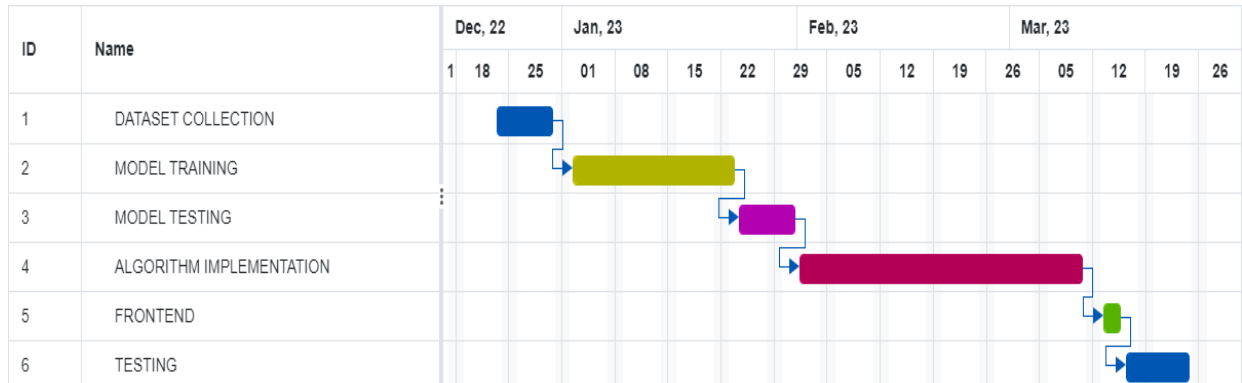 ID Name Dec, 22 Jan, 23 Feb, 23 Mar, 23
1 18 25 01 08 15 22 29 05 12 19 26 05 12 19 26
1 DATASET COLLECTION
2 MODEL TRAINING
3 MODEL TESTING
4 ALGORITHM IMPLEMENTATION
5 FRONTEND
6 TESTING